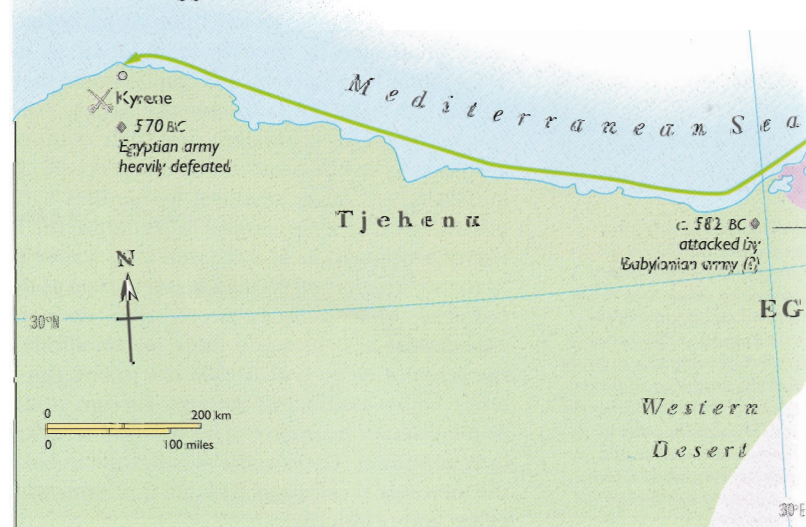 Mediterranean Sea
Kyrene
570 BC
Egyptian army
heavily defeated
Tjehenu
c. 582 BC
attacked by
Babylonian army (?)
N
30°N
EG
0 200 km
0 100 miles
Western
Desert
30°E